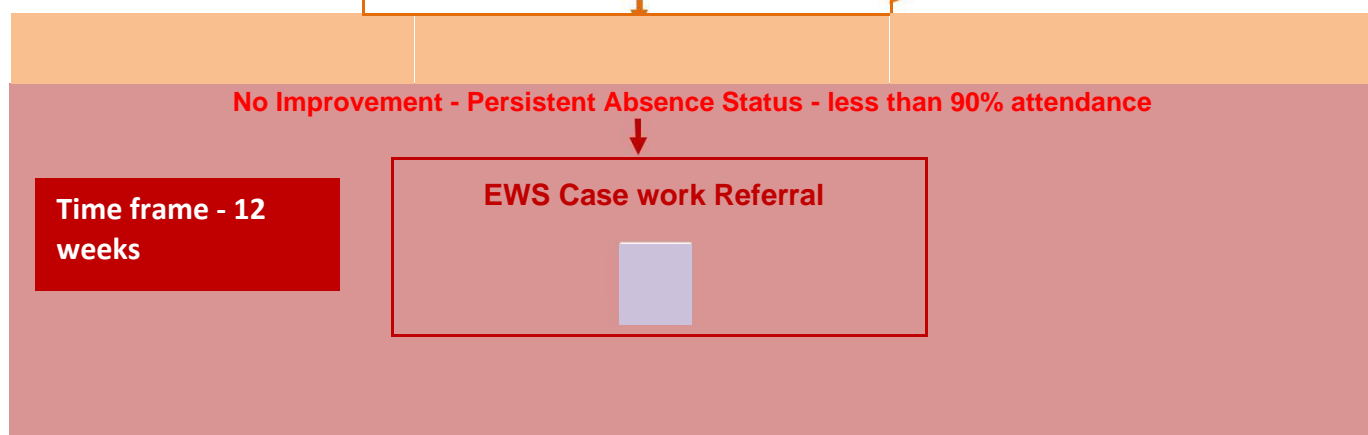 No Improvement - Persistent Absence Status - less than 90% attendance
EWS Case work Referral
Time frame - 12
weeks